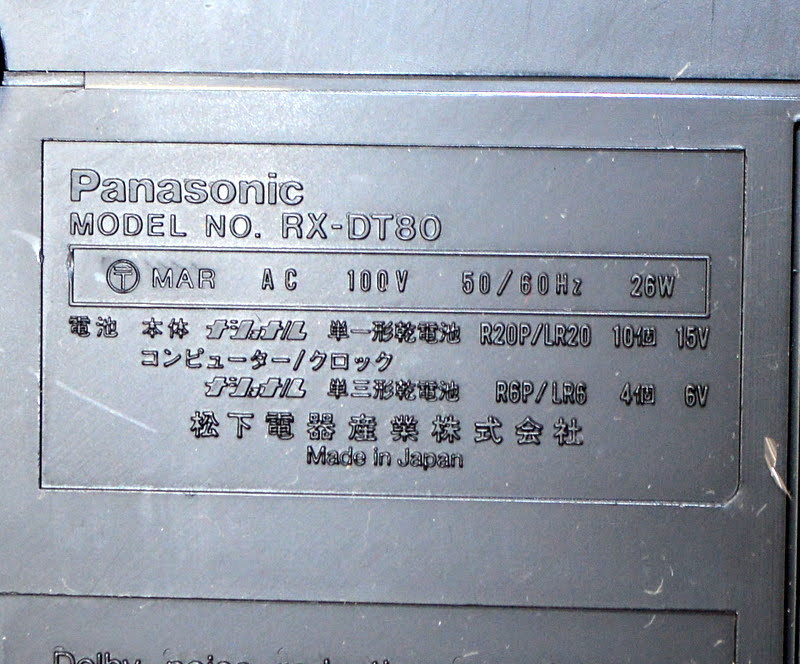 Panasonic
MODEL NO. RX-DT80
〒 MAR AC 100V 50/60Hz 26W
電池 本体 ナショナル 単一形乾電池 R20P/LR20 10個 15V
コンピューター/クロック
ナショナル 単三形乾電池 R6P/LR6 4個 6V
松下電器産業株式会社
Made in Japan
Dolby noise reduction